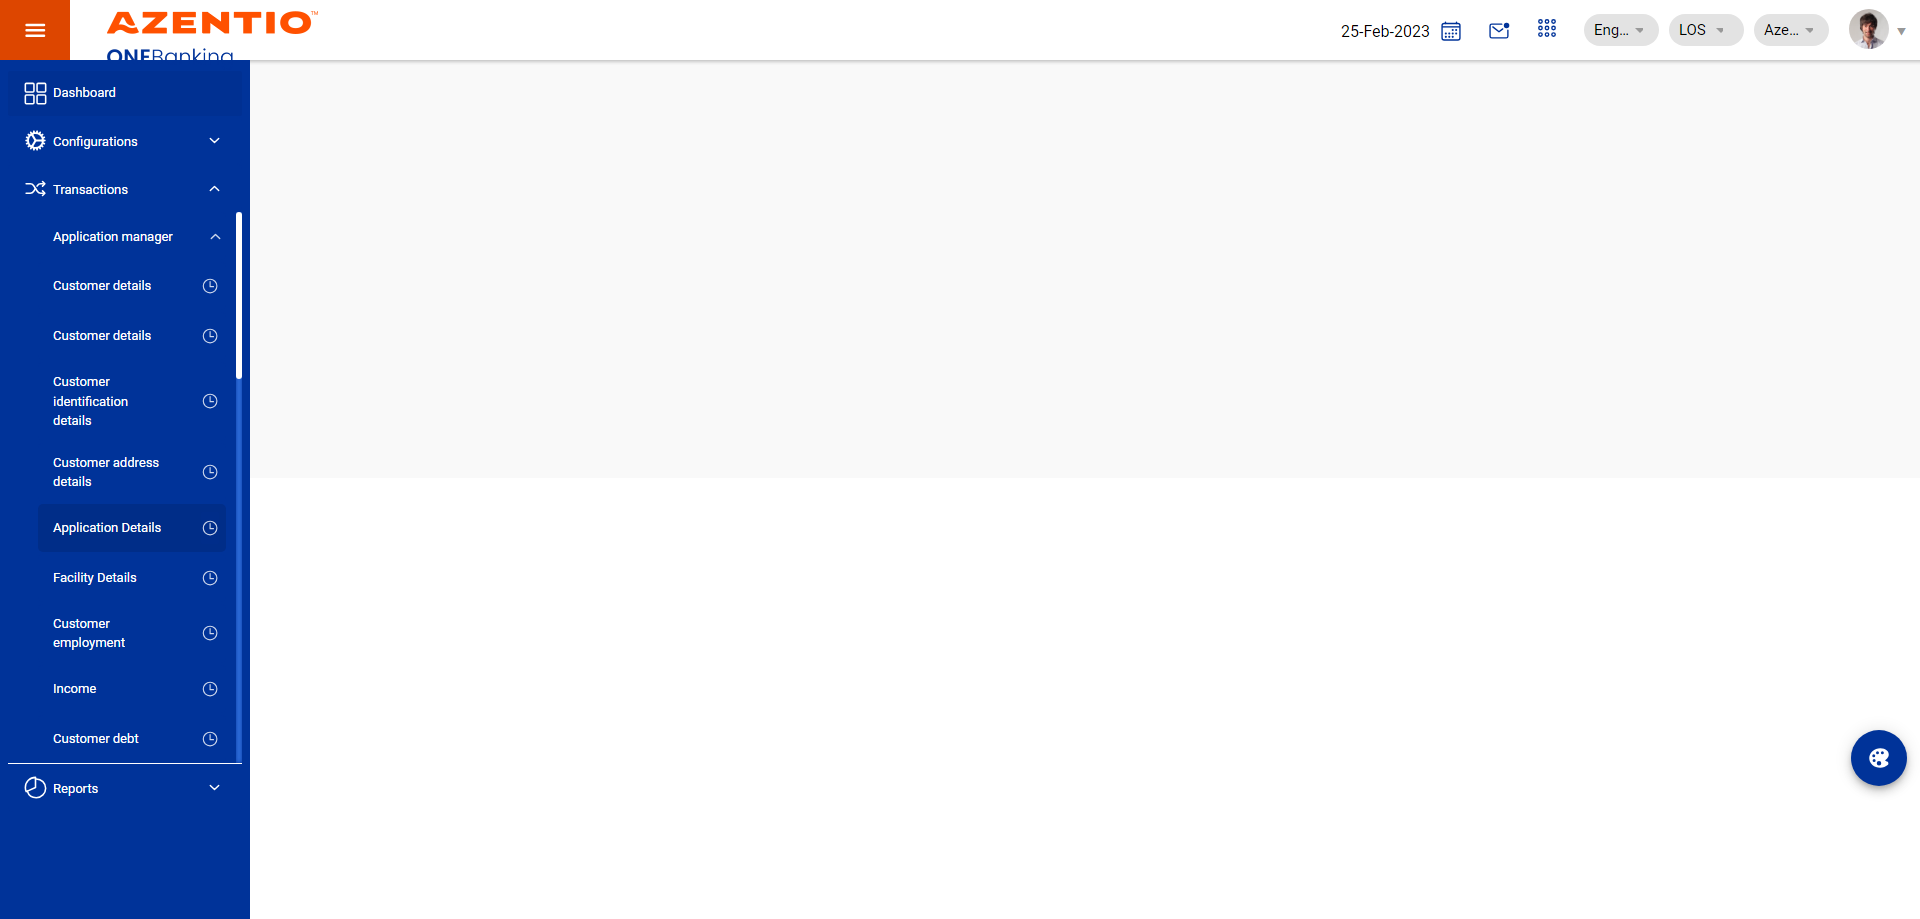 AZENTIO™
ONEBanking
25-Feb-2023
Eng...
LOS
Aze...
Dashboard
Configurations
Transactions
Application manager
Customer details
Customer details
Customer
identification
details
Customer address
details
Application Details
Facility Details
Customer
employment
Income
Customer debt
Reports